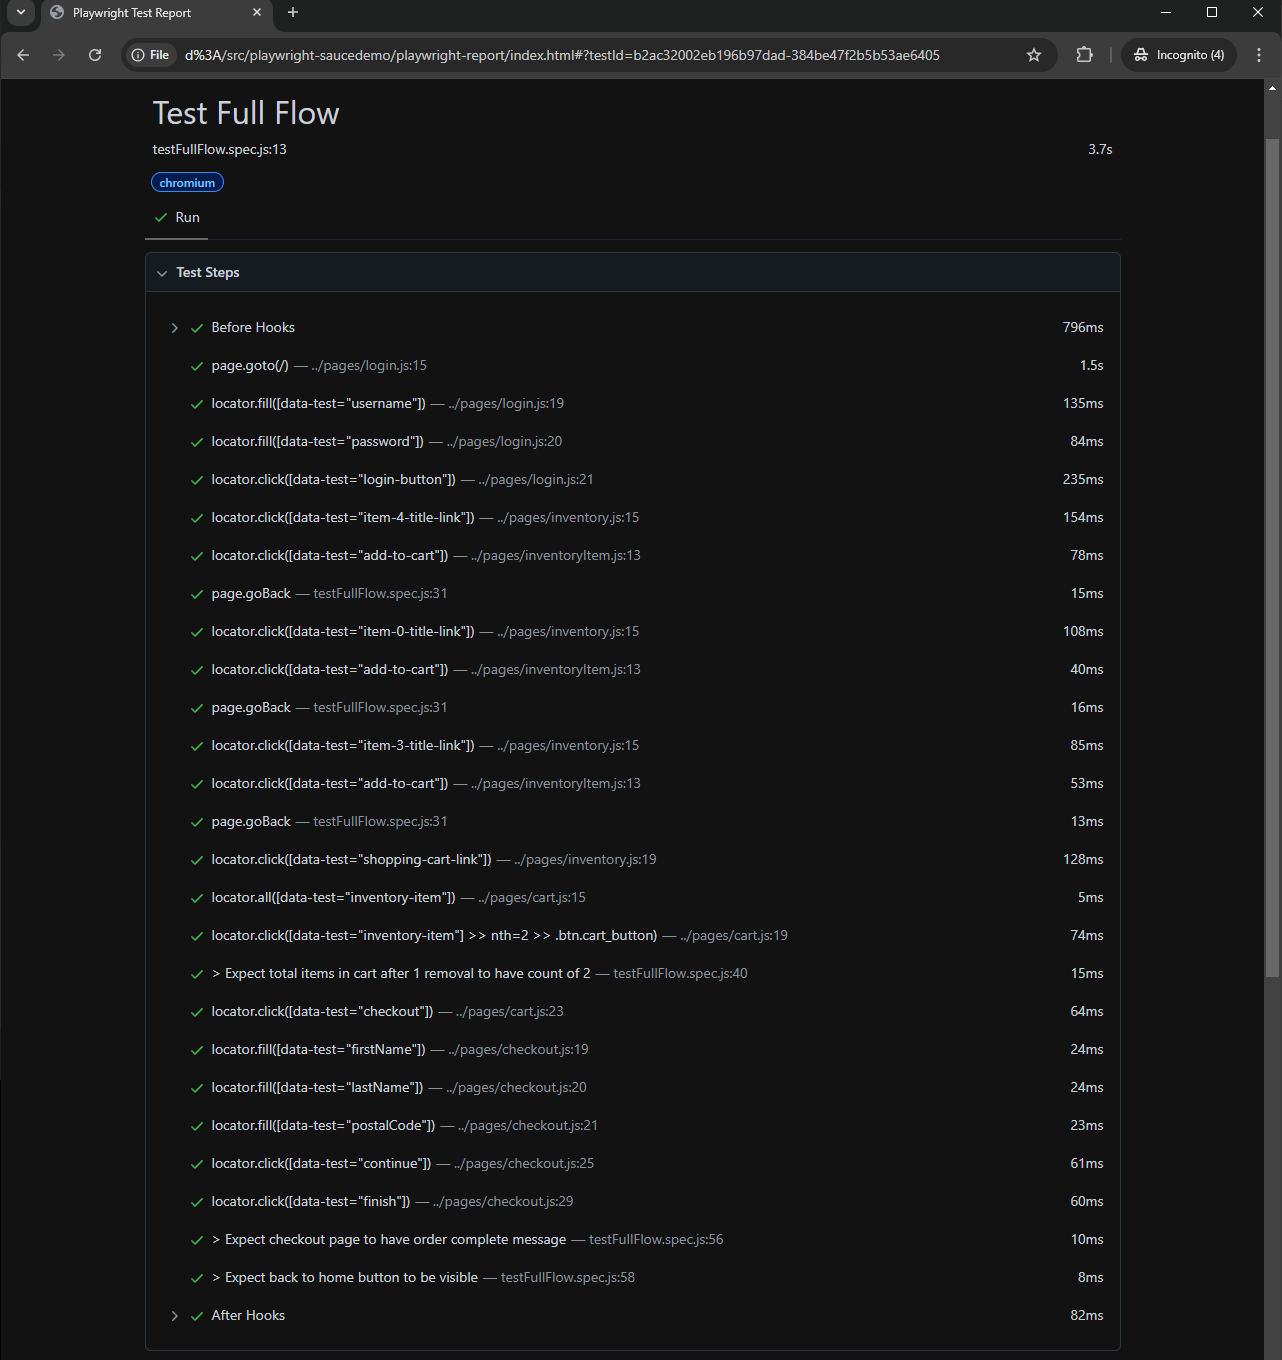 Playwright Test Report
File d%3A/src/playwright-saucedemo/playwright-report/index.html#?testId=b2ac32002eb196b97dad-384be47f2b5b53ae6405 Incognito (4)
Test Full Flow
testFullFlow.spec.js:13 3.7s
chromium
Run
Test Steps
Before Hooks 796ms
page.goto(/) — ../pages/login.js:15 1.5s
locator.fill([data-test="username"]) — ../pages/login.js:19 135ms
locator.fill([data-test="password"]) — ../pages/login.js:20 84ms
locator.click([data-test="login-button"]) — ../pages/login.js:21 235ms
locator.click([data-test="item-4-title-link"]) — ../pages/inventory.js:15 154ms
locator.click([data-test="add-to-cart"]) — ../pages/inventoryItem.js:13 78ms
page.goBack — testFullFlow.spec.js:31 15ms
locator.click([data-test="item-0-title-link"]) — ../pages/inventory.js:15 108ms
locator.click([data-test="add-to-cart"]) — ../pages/inventoryItem.js:13 40ms
page.goBack — testFullFlow.spec.js:31 16ms
locator.click([data-test="item-3-title-link"]) — ../pages/inventory.js:15 85ms
locator.click([data-test="add-to-cart"]) — ../pages/inventoryItem.js:13 53ms
page.goBack — testFullFlow.spec.js:31 13ms
locator.click([data-test="shopping-cart-link"]) — ../pages/inventory.js:19 128ms
locator.all([data-test="inventory-item"]) — ../pages/cart.js:15 5ms
locator.click([data-test="inventory-item"] >> nth=2 >> .btn.cart_button) — ../pages/cart.js:19 74ms
> Expect total items in cart after 1 removal to have count of 2 — testFullFlow.spec.js:40 15ms
locator.click([data-test="checkout"]) — ../pages/cart.js:23 64ms
locator.fill([data-test="firstName"]) — ../pages/checkout.js:19 24ms
locator.fill([data-test="lastName"]) — ../pages/checkout.js:20 24ms
locator.fill([data-test="postalCode"]) — ../pages/checkout.js:21 23ms
locator.click([data-test="continue"]) — ../pages/checkout.js:25 61ms
locator.click([data-test="finish"]) — ../pages/checkout.js:29 60ms
> Expect checkout page to have order complete message — testFullFlow.spec.js:56 10ms
> Expect back to home button to be visible — testFullFlow.spec.js:58 8ms
After Hooks 82ms